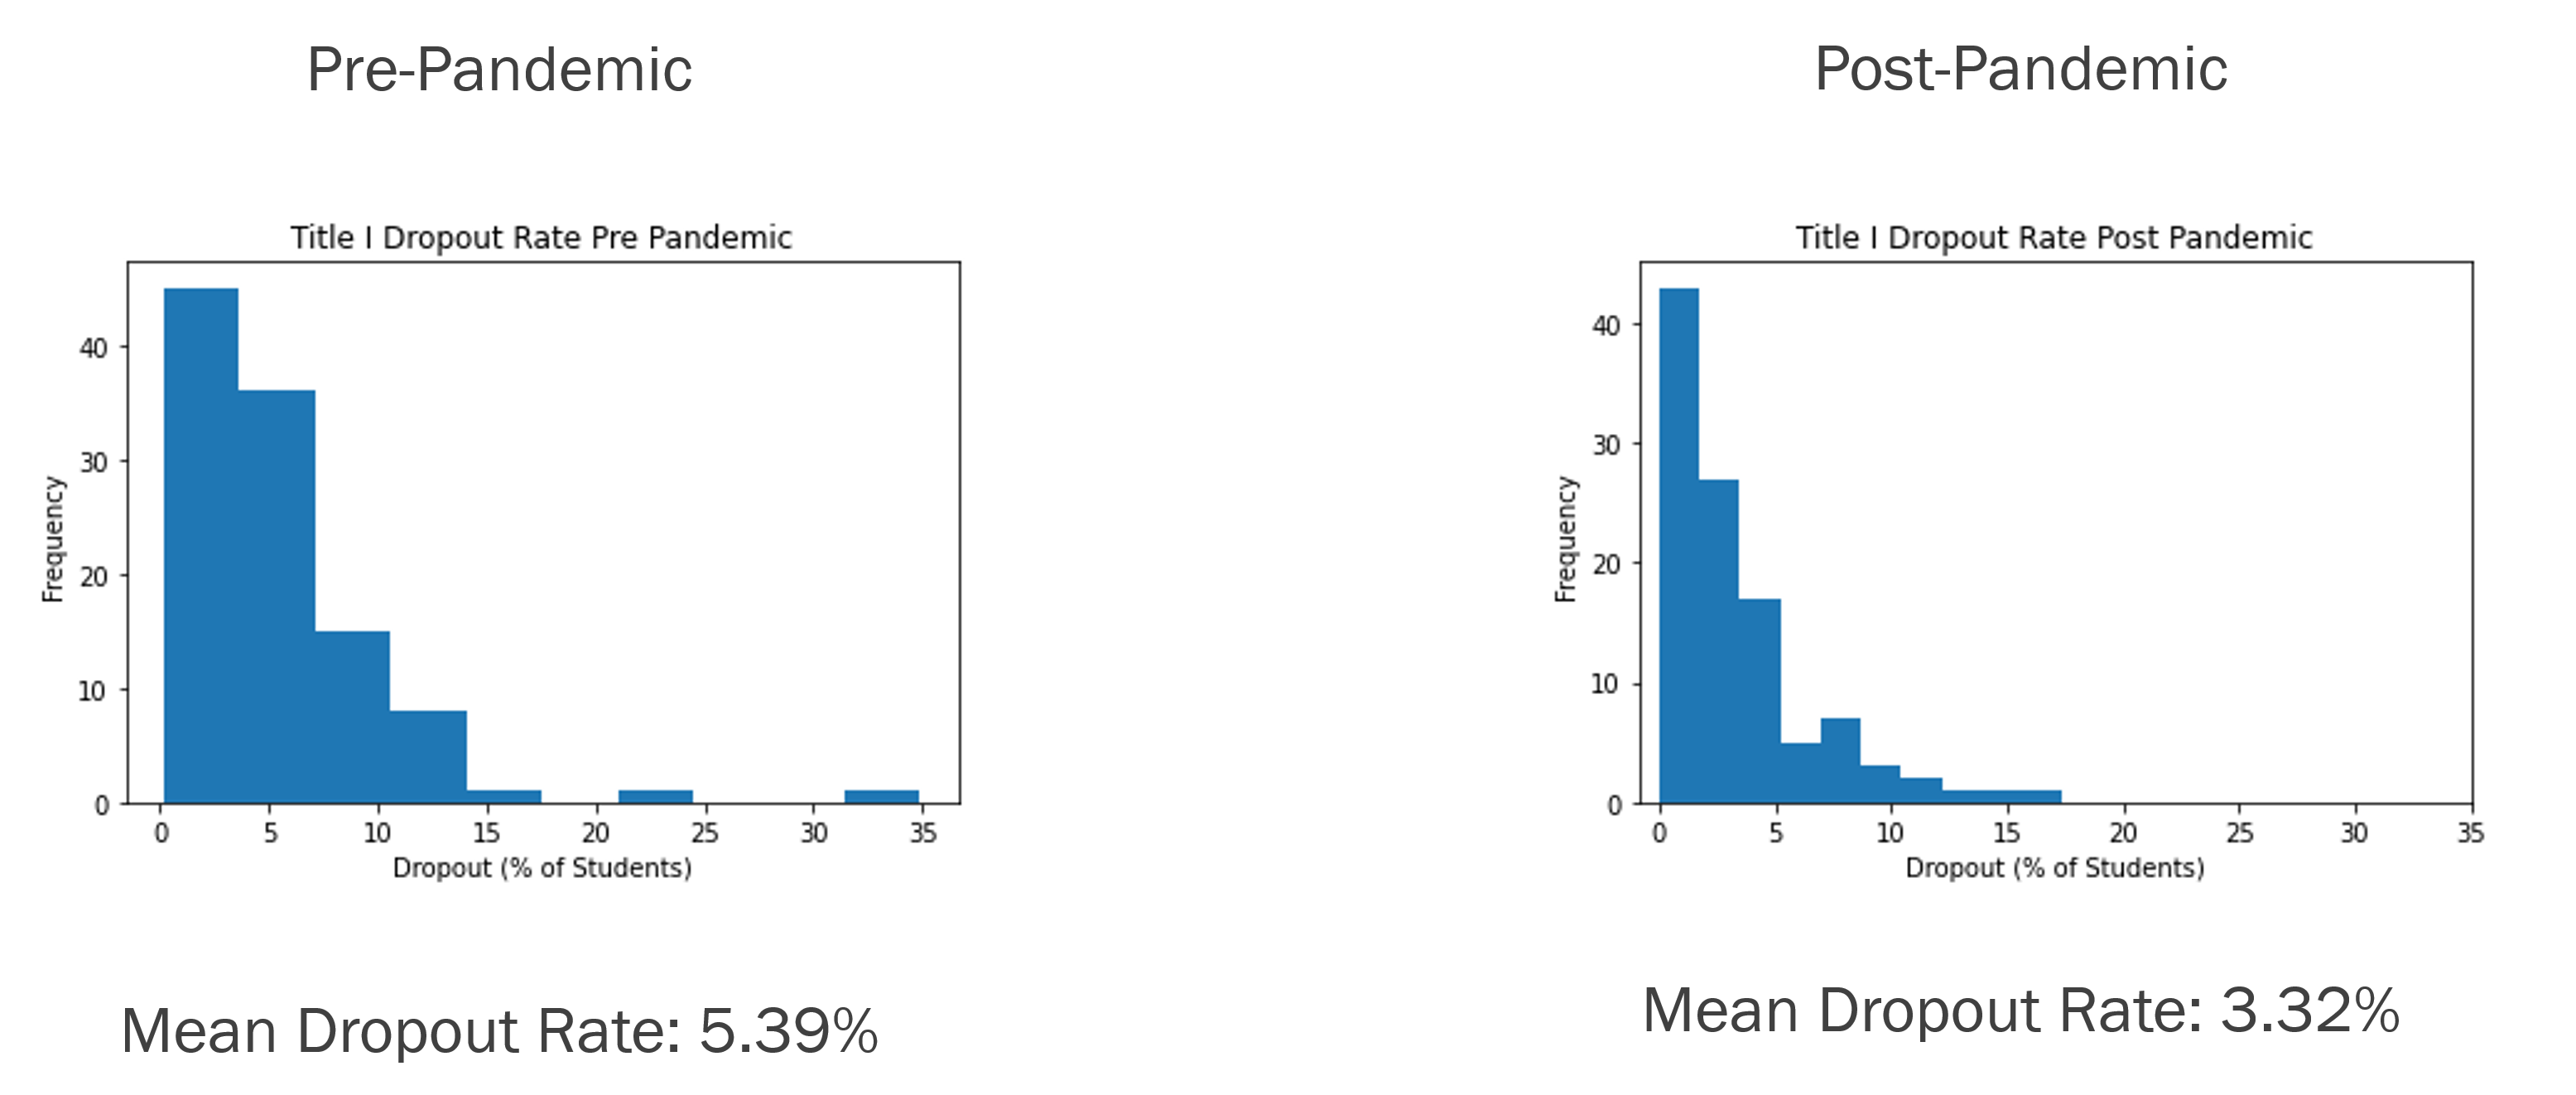 Pre-Pandemic
Post-Pandemic
Title I Dropout Rate Pre Pandemic
Frequency
40
30
20
10
0
0 5 10 15 20 25 30 35
Dropout (% of Students)
Title I Dropout Rate Post Pandemic
Frequency
40
30
20
10
0
0 5 10 15 20 25 30 35
Dropout (% of Students)
Mean Dropout Rate: 5.39%
Mean Dropout Rate: 3.32%